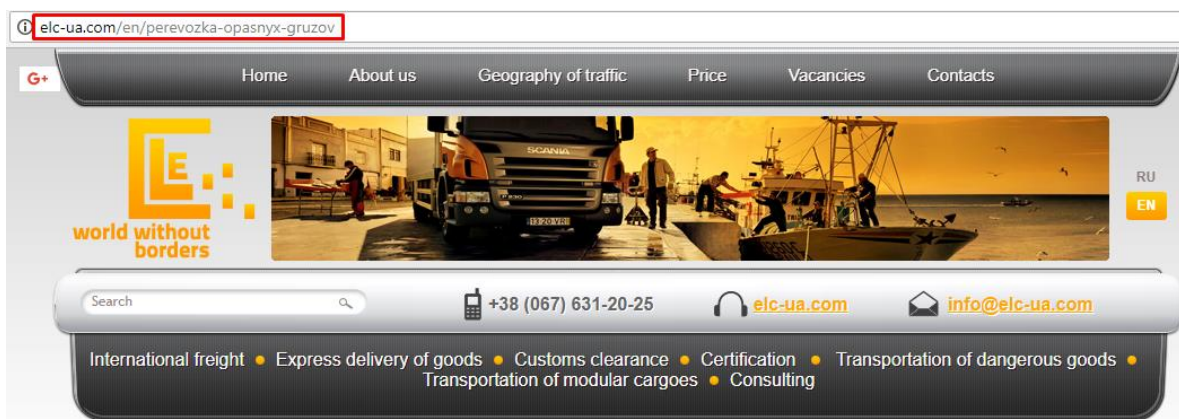 elc-ua.com/en/perevozka-opasnyx-gruzov
G+
Home About us Geography of traffic Price Vacancies Contacts
E
world without
borders
SCANIA
RU
EN
Search
+38 (067) 631-20-25 elc-ua.com info@elc-ua.com
International freight • Express delivery of goods • Customs clearance • Certification • Transportation of dangerous goods •
Transportation of modular cargoes • Consulting